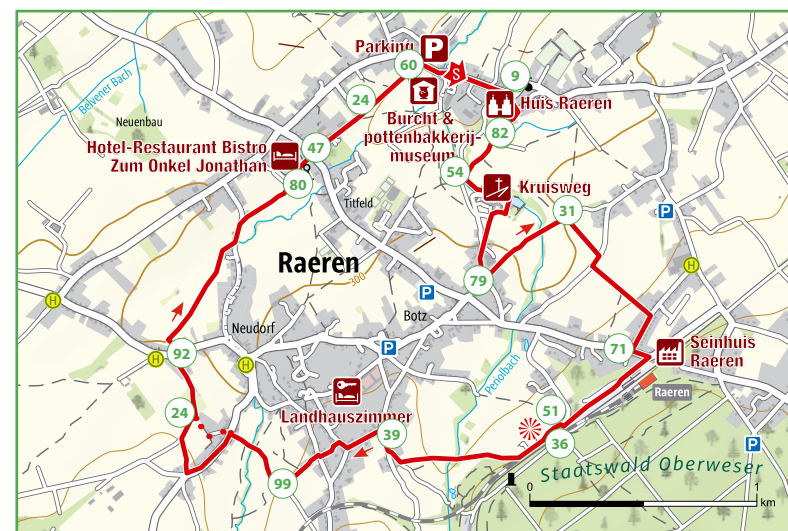 Parking
P
60
S
9
Belvener Bach
24
Burcht &
pottenbakkerij-
museum
Huis Raeren
Neuenbau
82
47
Hotel-Restaurant Bistro
Zum Onkel Jonathan
80
54
Kruisweg
Titfeld
31
P
Raeren
300
79
H
H
P
Botz
Neudorf
92
H
H
P
Periolbach
71
Seinhuis
Raeren
Raeren
Landhauszimmer
24
51
39
36
99
P
Staatswald Oberweser
0
1
km